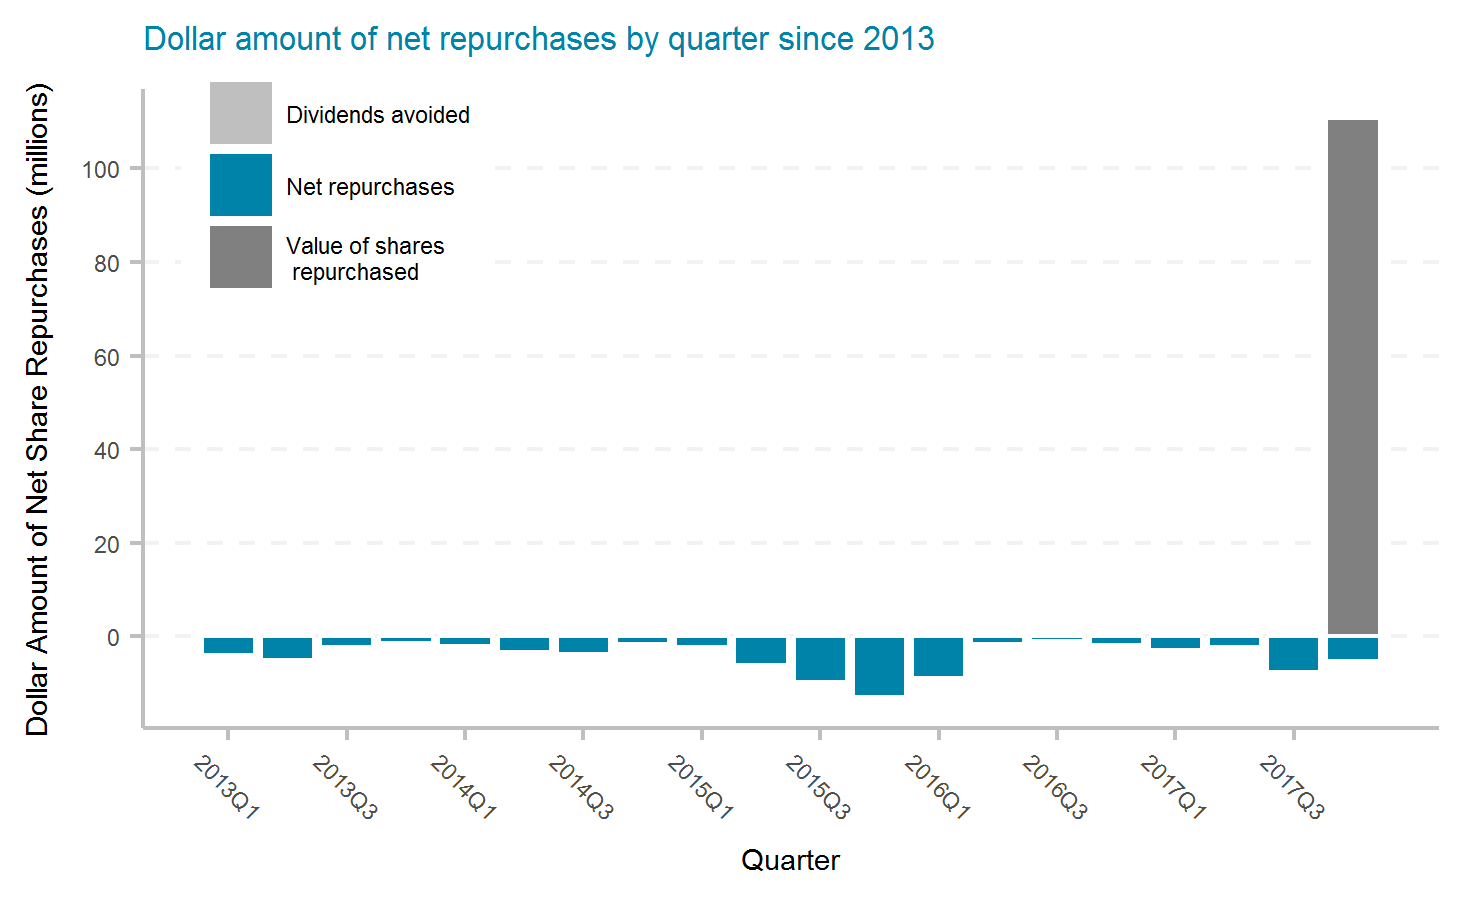 Dollar amount of net repurchases by quarter since 2013
Dollar Amount of Net Share Repurchases (millions)
Dividends avoided
Net repurchases
Value of shares
repurchased
100
80
60
40
20
0
2013Q1
2013Q3
2014Q1
2014Q3
2015Q1
2015Q3
2016Q1
2016Q3
2017Q1
2017Q3
Quarter